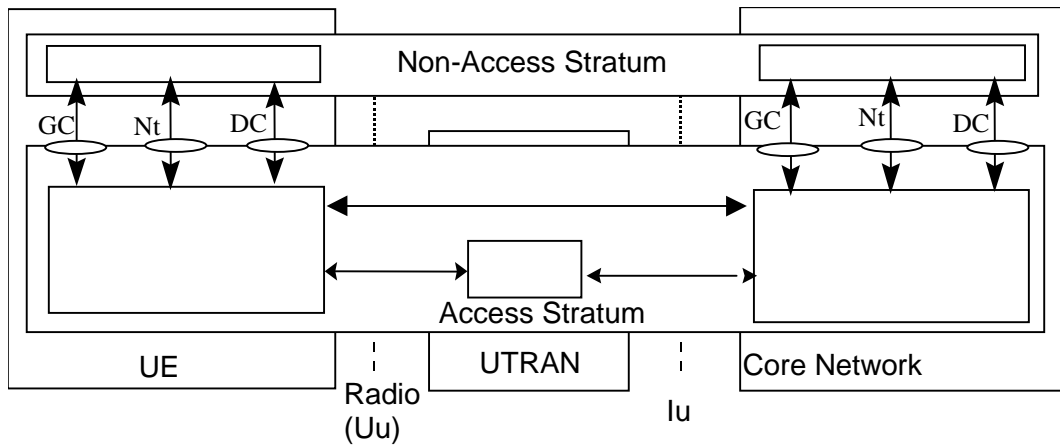 Non-Access Stratum
GC
Nt
DC
GC
Nt
DC
Access Stratum
UE
UTRAN
Core Network
Radio
(Uu)
Iu